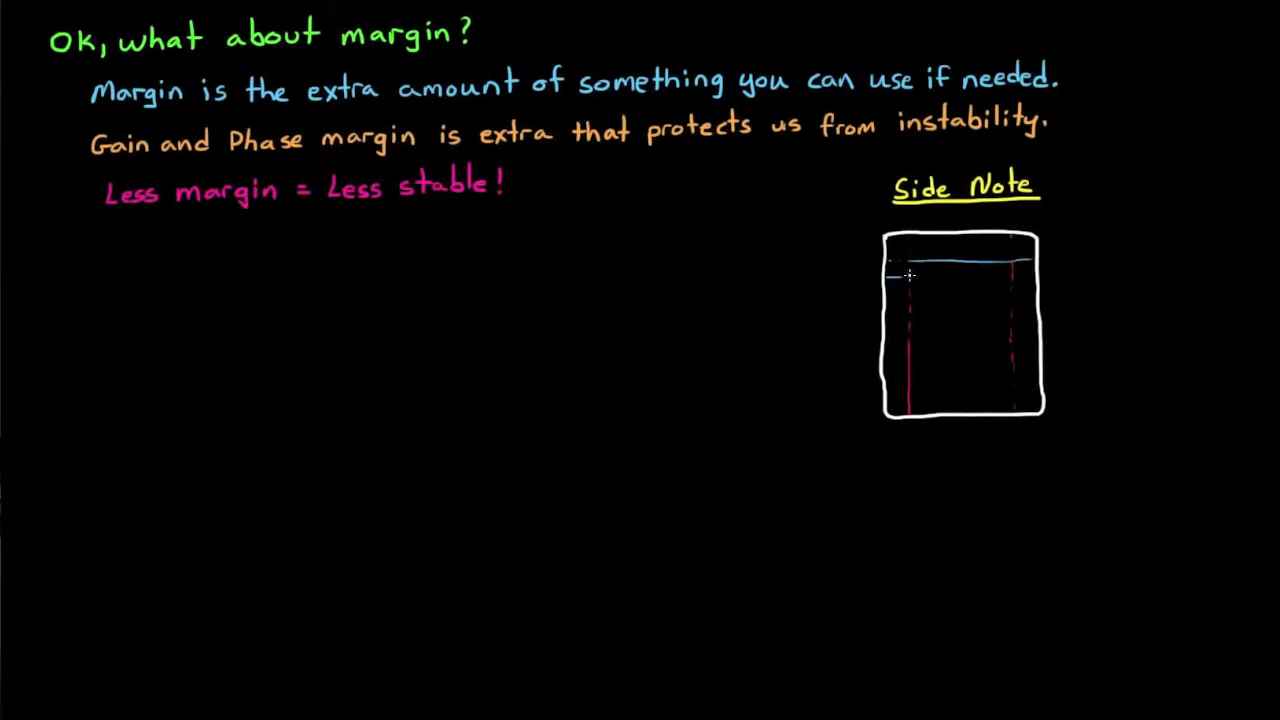 Ok, what about margin?
Margin is the extra amount of something you can use if needed.
Gain and Phase margin is extra that protects us from instability.
Less margin = Less stable!
Side Note